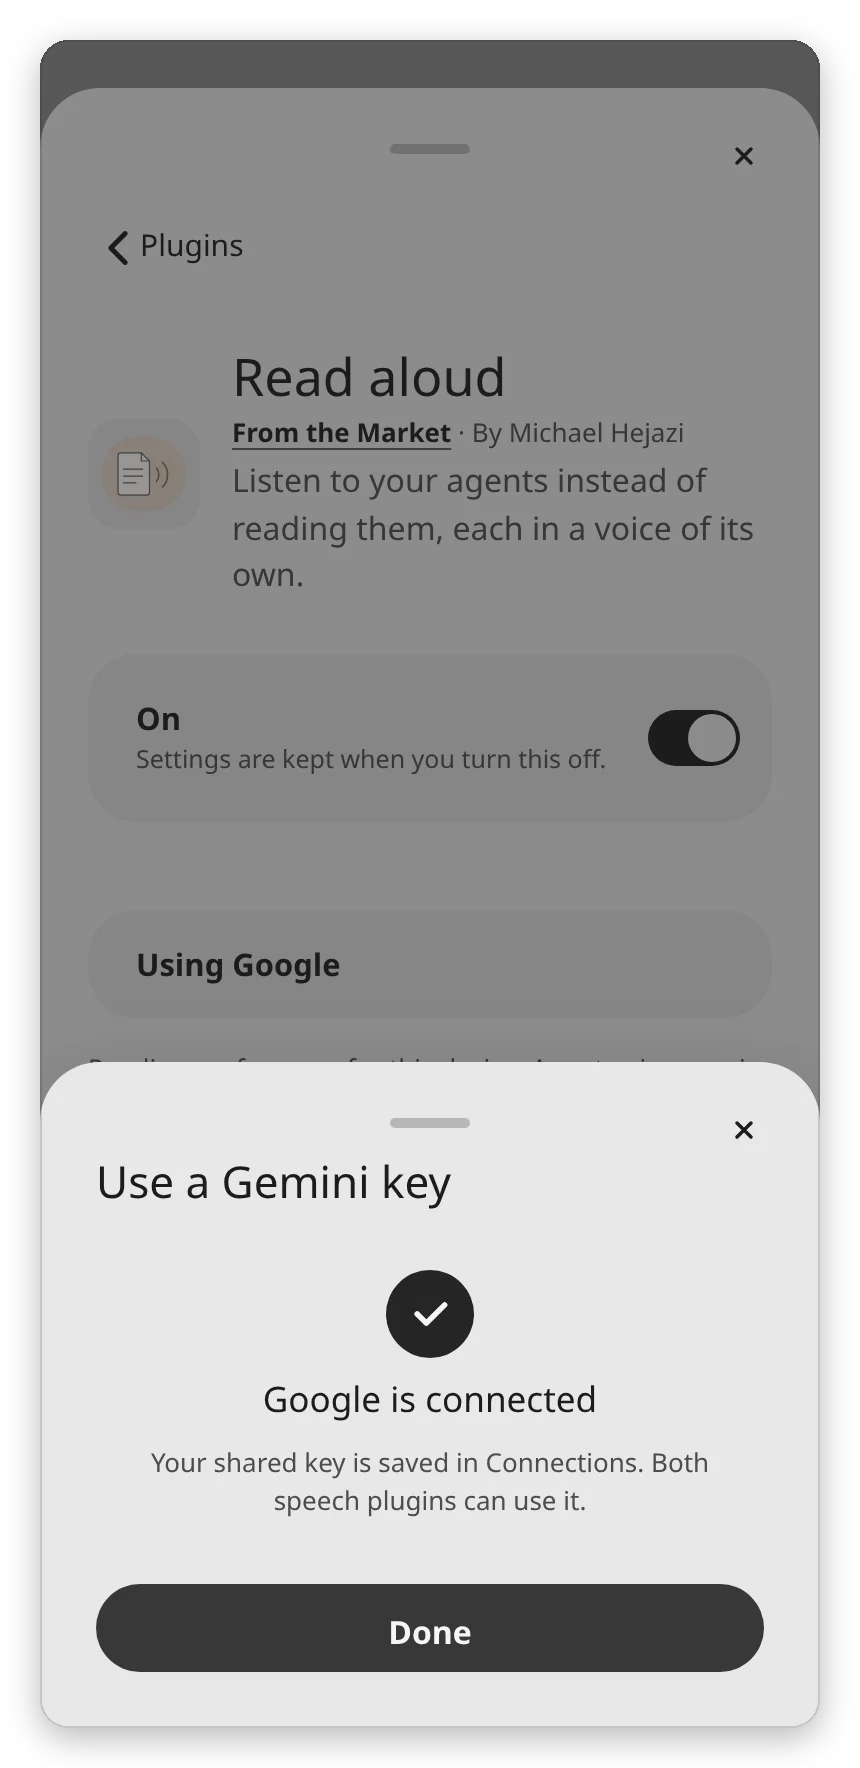 Plugins
Read aloud
From the Market · By Michael Hejazi
Listen to your agents instead of
reading them, each in a voice of its
own.
On
Settings are kept when you turn this off.
Using Google
Use a Gemini key
Google is connected
Your shared key is saved in Connections. Both
speech plugins can use it.
Done